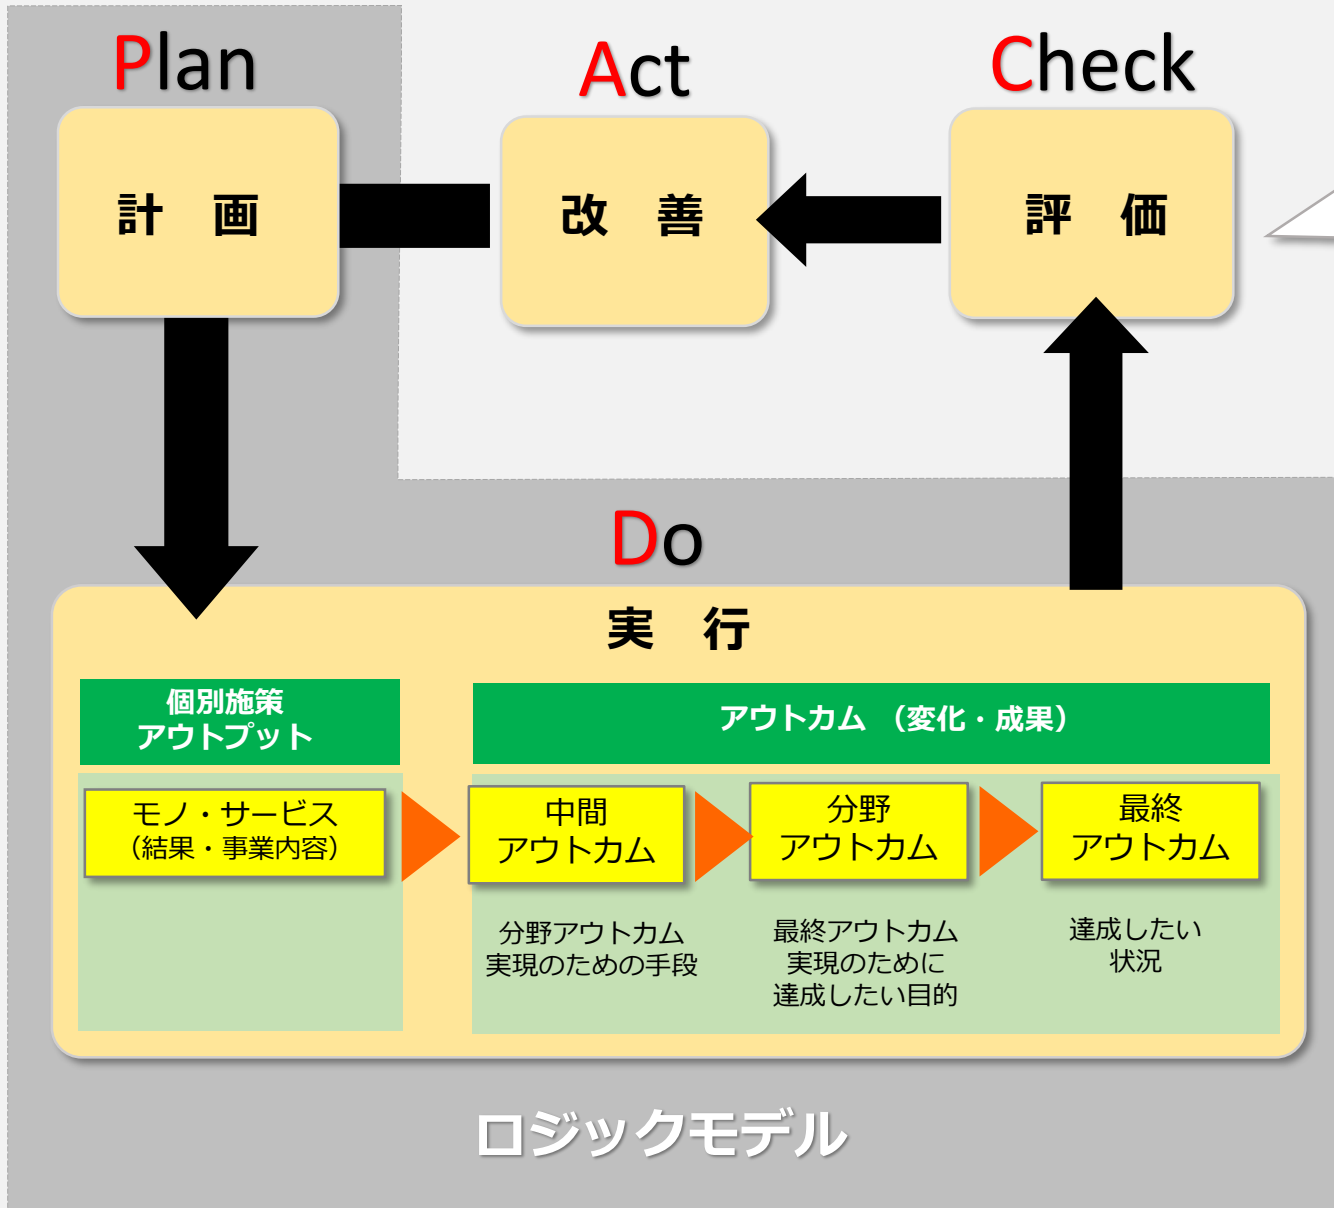 Plan
Act
Check
計　画
改　善
評　価
Do
実　行
個別施策
アウトプット
アウトカム （変化・成果）
モノ・サービス
（結果・事業内容）
中間
アウトカム
分野
アウトカム
最終
アウトカム
分野アウトカム
実現のための手段
最終アウトカム
実現のために
達成したい目的
達成したい
状況
ロジックモデル